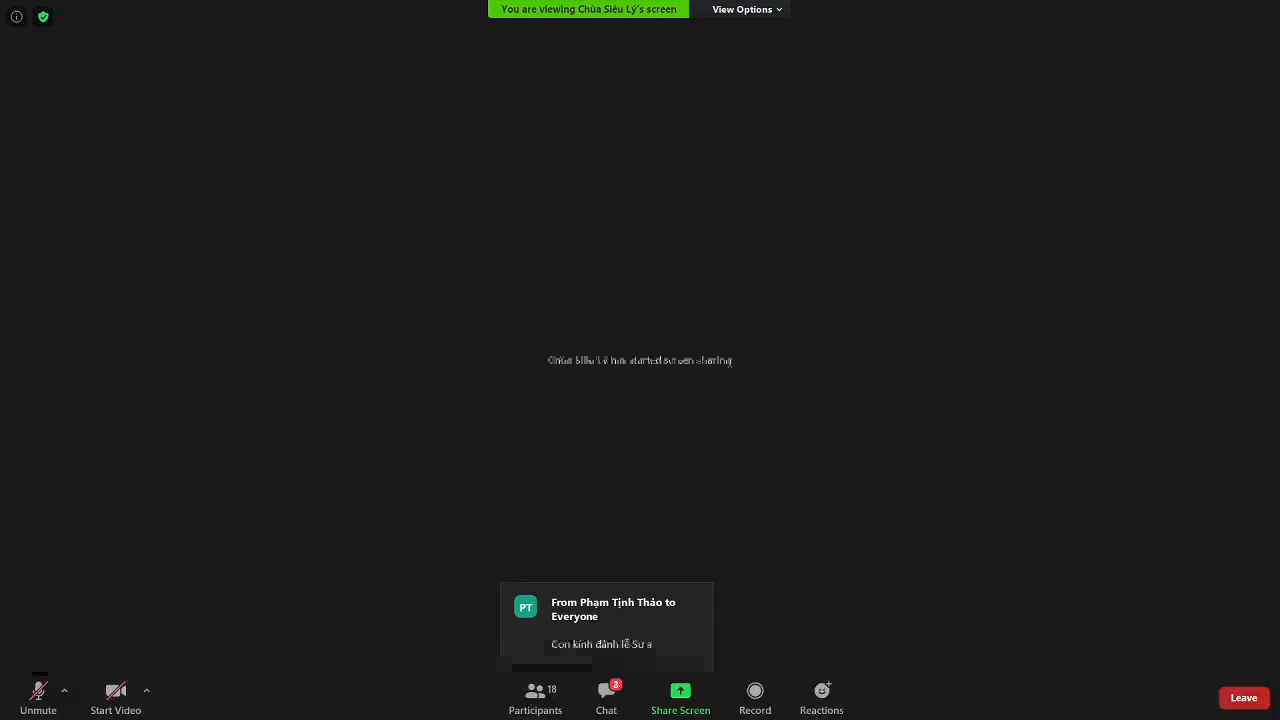 You are viewing Chùa Siêu Lý's screen
View Options
Chùa Siêu Lý has started screen sharing
PT
From Phạm Tịnh Thảo to
Everyone
Con kính đảnh lễ Sư ạ
18
Unmute
Start Video
Participants
Chat
Share Screen
Record
Reactions
Leave